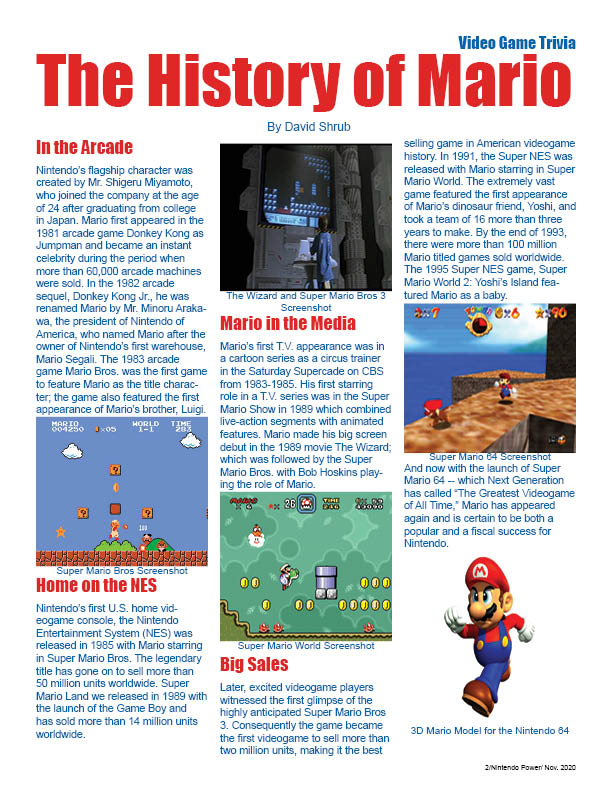 Video Game Trivia
The History of Mario
By David Shrub
In the Arcade
Nintendo's flagship character was
created by Mr. Shigeru Miyamoto,
who joined the company at the age
of 24 after graduating from college
in Japan. Mario first appeared in the
1981 arcade game Donkey Kong as
Jumpman and became an instant
celebrity during the period when
more than 60,000 arcade machines
were sold. In the 1982 arcade
sequel, Donkey Kong Jr., he was
renamed Mario by Mr. Minoru Araka-
wa, the president of Nintendo of
America, who named Mario after the
owner of Nintendo's first warehouse,
Mario Segali. The 1983 arcade
game Mario Bros. was the first game
to feature Mario as the title charac-
ter; the game also featured the first
appearance of Mario's brother, Luigi.
MARIO WORLD TIME
004250 ×05 1-1 283
100
Super Mario Bros Screenshot
Home on the NES
Nintendo's first U.S. home vid-
eogame console, the Nintendo
Entertainment System (NES) was
released in 1985 with Mario starring
in Super Mario Bros. The legendary
title has gone on to sell more than
50 million units worldwide. Super
Mario Land we released in 1989 with
the launch of the Game Boy and
has sold more than 14 million units
worldwide.
The Wizard and Super Mario Bros 3
Screenshot
Mario in the Media
Mario's first T.V. appearance was in
a cartoon series as a circus trainer
in the Saturday Supercade on CBS
from 1983-1985. His first starring
role in a T.V. series was in the Super
Mario Show in 1989 which combined
live-action segments with animated
features. Mario made his big screen
debut in the 1989 movie The Wizard;
which was followed by the Super
Mario Bros. with Bob Hoskins play-
ing the role of Mario.
MARIO 26 TIME
Super Mario World Screenshot
Big Sales
Later, excited videogame players
witnessed the first glimpse of the
highly anticipated Super Mario Bros
3. Consequently the game became
the first videogame to sell more than
two million units, making it the best
selling game in American videogame
history. In 1991, the Super NES was
released with Mario starring in Super
Mario World. The extremely vast
game featured the first appearance
of Mario's dinosaur friend, Yoshi, and
took a team of 16 more than three
years to make. By the end of 1993,
there were more than 100 million
Mario titled games sold worldwide.
The 1995 Super NES game, Super
Mario World 2: Yoshi's Island fea-
tured Mario as a baby.
×7 POWER ×6 ×90
Super Mario 64 Screenshot
And now with the launch of Super
Mario 64 -- which Next Generation
has called "The Greatest Videogame
of All Time," Mario has appeared
again and is certain to be both a
popular and a fiscal success for
Nintendo.
M
3D Mario Model for the Nintendo 64
2/Nintendo Power/ Nov. 2020